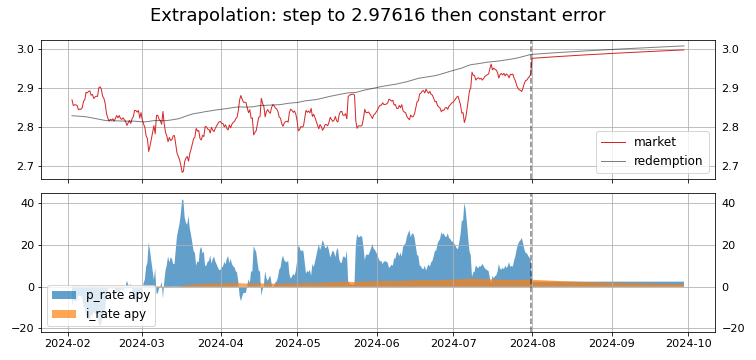 Extrapolation: step to 2.97616 then constant error
3.0 3.0
2.9 2.9
2.8 2.8
2.7 2.7
market
redemption
40 40
20 20
0 0
−20 −20
p_rate apy
i_rate apy
2024-02 2024-03 2024-04 2024-05 2024-06 2024-07 2024-08 2024-09 2024-10